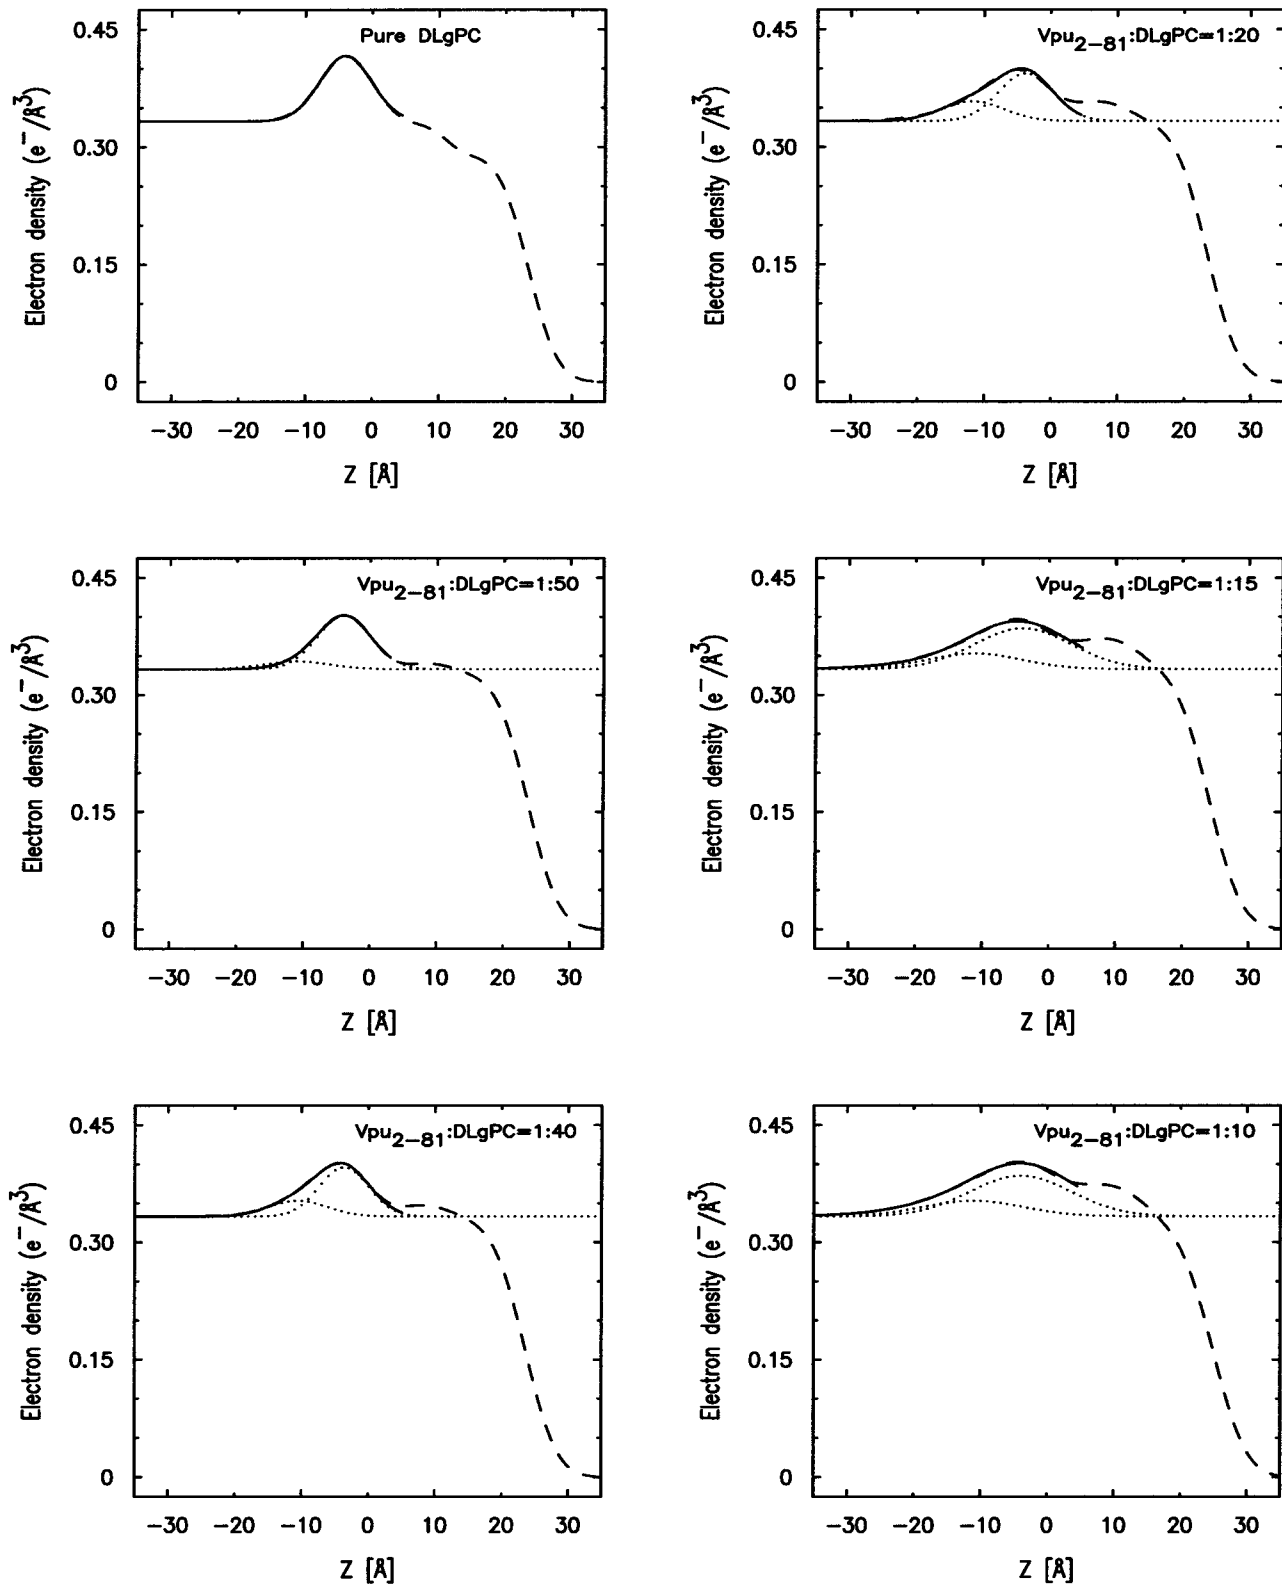 Pure DLgPC
Electron density (e⁻/Å³)
0.45
0.30
0.15
0
−30 −20 −10 0 10 20 30
Z [Å]
Vpu₂₋₈₁:DLgPC=1:20
Electron density (e⁻/Å³)
0.45
0.30
0.15
0
−30 −20 −10 0 10 20 30
Z [Å]
Vpu₂₋₈₁:DLgPC=1:50
Electron density (e⁻/Å³)
0.45
0.30
0.15
0
−30 −20 −10 0 10 20 30
Z [Å]
Vpu₂₋₈₁:DLgPC=1:15
Electron density (e⁻/Å³)
0.45
0.30
0.15
0
−30 −20 −10 0 10 20 30
Z [Å]
Vpu₂₋₈₁:DLgPC=1:40
Electron density (e⁻/Å³)
0.45
0.30
0.15
0
−30 −20 −10 0 10 20 30
Z [Å]
Vpu₂₋₈₁:DLgPC=1:10
Electron density (e⁻/Å³)
0.45
0.30
0.15
0
−30 −20 −10 0 10 20 30
Z [Å]